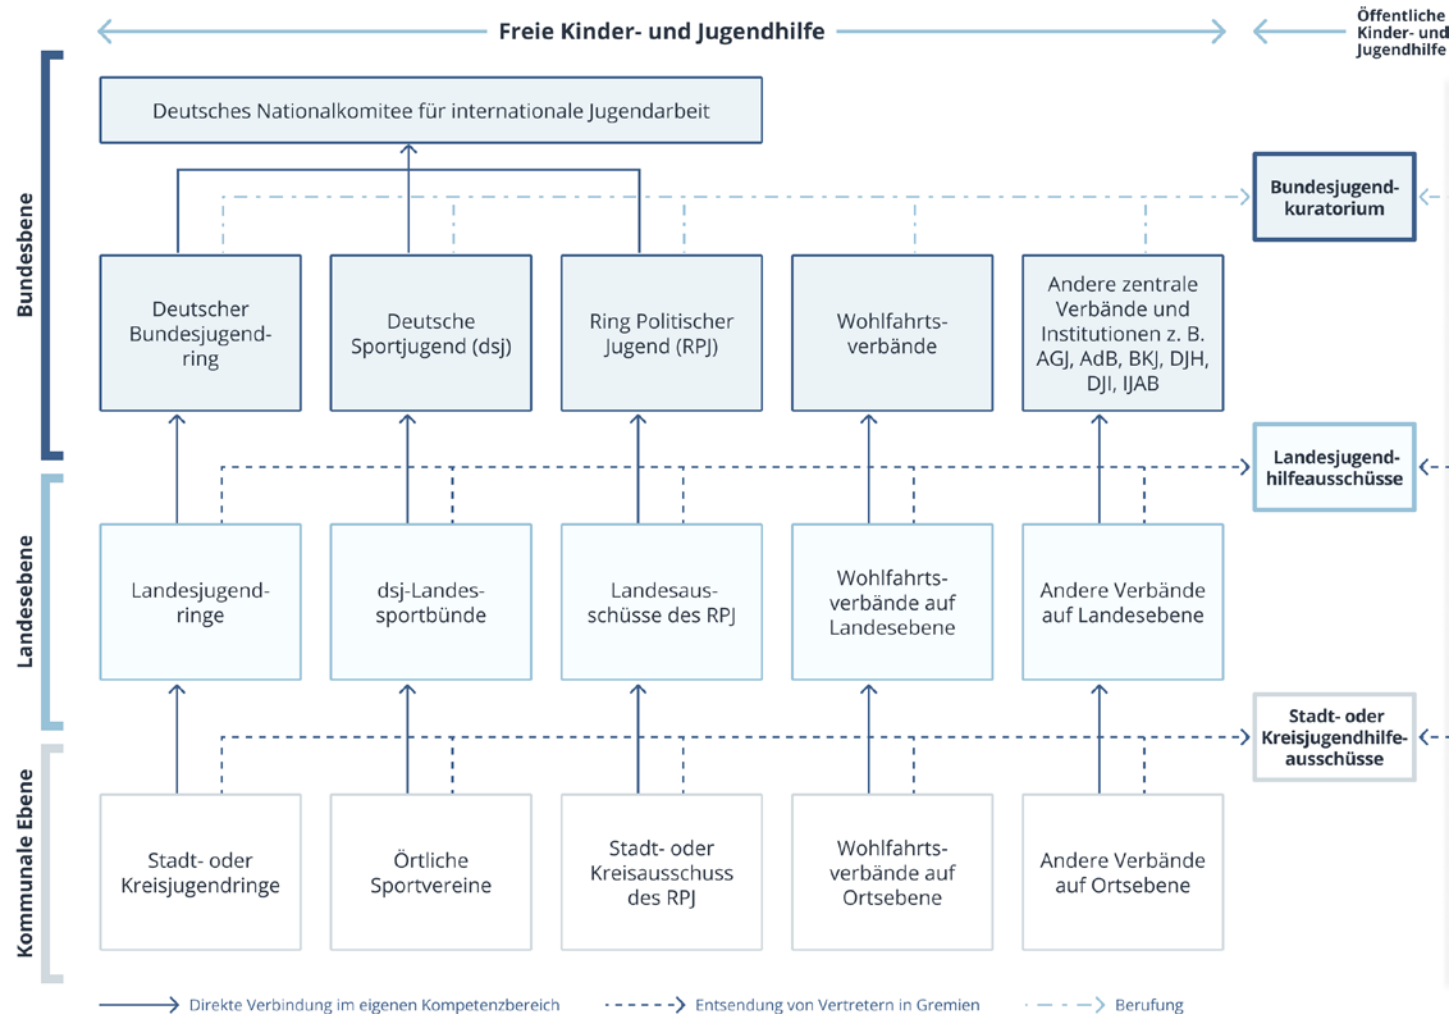 Freie Kinder- und Jugendhilfe
Öffentliche
Kinder- und
Jugendhilfe
Bundesbene
Deutsches Nationalkomitee für internationale Jugendarbeit
Bundesjugend-
kuratorium
Deutscher
Bundesjugend-
ring
Deutsche
Sportjugend (dsj)
Ring Politischer
Jugend (RPJ)
Wohlfahrts-
verbände
Andere zentrale
Verbände und
Institutionen z. B.
AGJ, AdB, BKJ, DJH,
DJI, IJAB
Landesjugend-
hilfeausschüsse
Landesebene
Landesjugend-
ringe
dsj-Landes-
sportbünde
Landesaus-
schüsse des RPJ
Wohlfahrts-
verbände auf
Landesebene
Andere Verbände
auf Landesebene
Stadt- oder
Kreisjugendhilfe-
ausschüsse
Kommunale Ebene
Stadt- oder
Kreisjugendringe
Örtliche
Sportvereine
Stadt- oder
Kreisausschuss
des RPJ
Wohlfahrts-
verbände auf
Ortsebene
Andere Verbände
auf Ortsebene
Direkte Verbindung im eigenen Kompetenzbereich
Entsendung von Vertretern in Gremien
Berufung